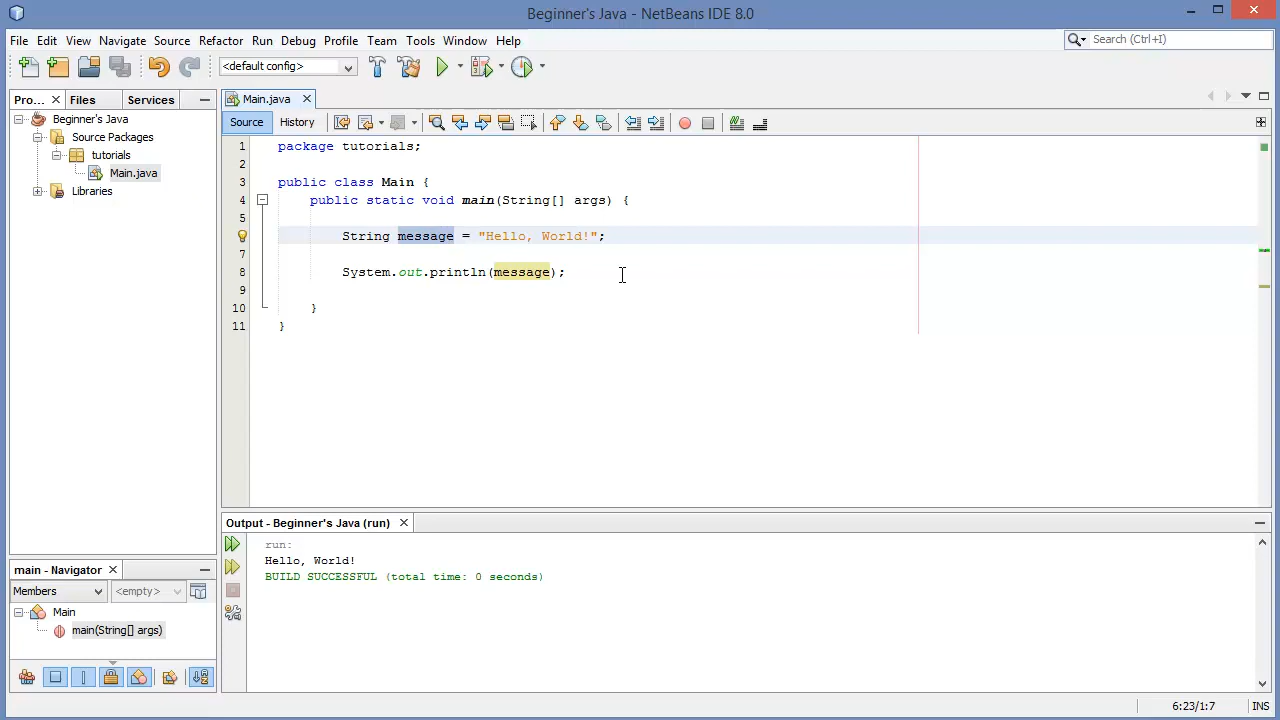 Beginner's Java - NetBeans IDE 8.0
File Edit View Navigate Source Refactor Run Debug Profile Team Tools Window Help
Search (Ctrl+I)
<default config>
Pro... Files Services
Main.java
Beginner's Java
Source Packages
tutorials
Main.java
Libraries
Source History
1 package tutorials;
2
3 public class Main {
4 public static void main(String[] args) {
5
String message = "Hello, World!";
7
8 System.out.println(message);
9
10 }
11 }
Output - Beginner's Java (run)
run:
Hello, World!
BUILD SUCCESSFUL (total time: 0 seconds)
main - Navigator
Members <empty>
Main
main(String[] args)
6:23/1:7 INS